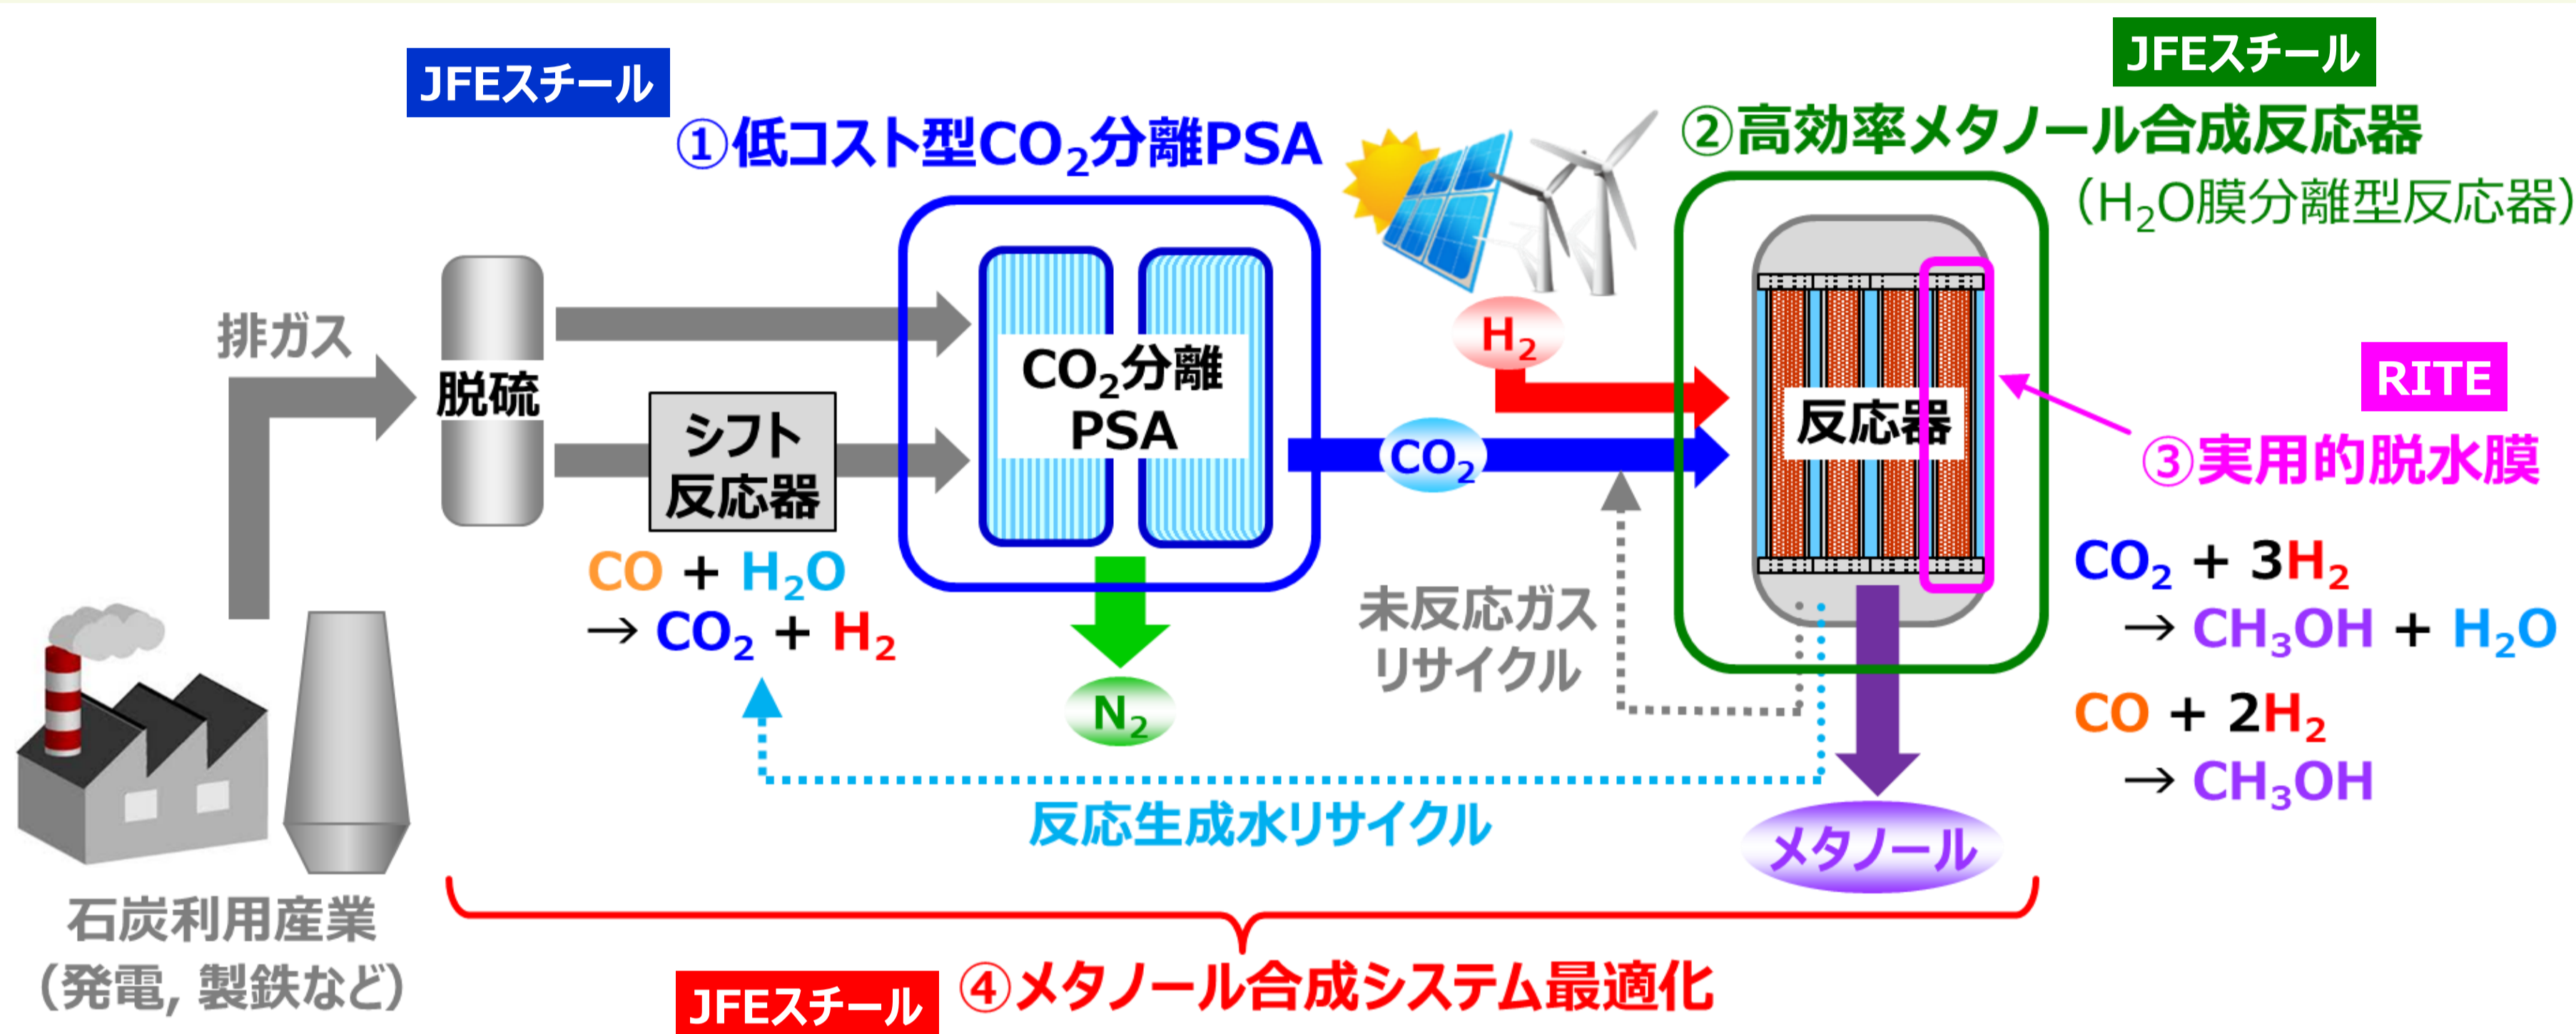 JFEスチール
①低コスト型CO₂分離PSA
JFEスチール
②高効率メタノール合成反応器
(H₂O膜分離型反応器)
排ガス
脱硫
シフト
反応器
CO + H₂O
→ CO₂ + H₂
CO₂分離
PSA
N₂
H₂
CO₂
反応器
RITE
③実用的脱水膜
CO₂ + 3H₂
→ CH₃OH + H₂O
CO + 2H₂
→ CH₃OH
未反応ガス
リサイクル
反応生成水リサイクル
メタノール
石炭利用産業
(発電, 製鉄など)
JFEスチール
④メタノール合成システム最適化